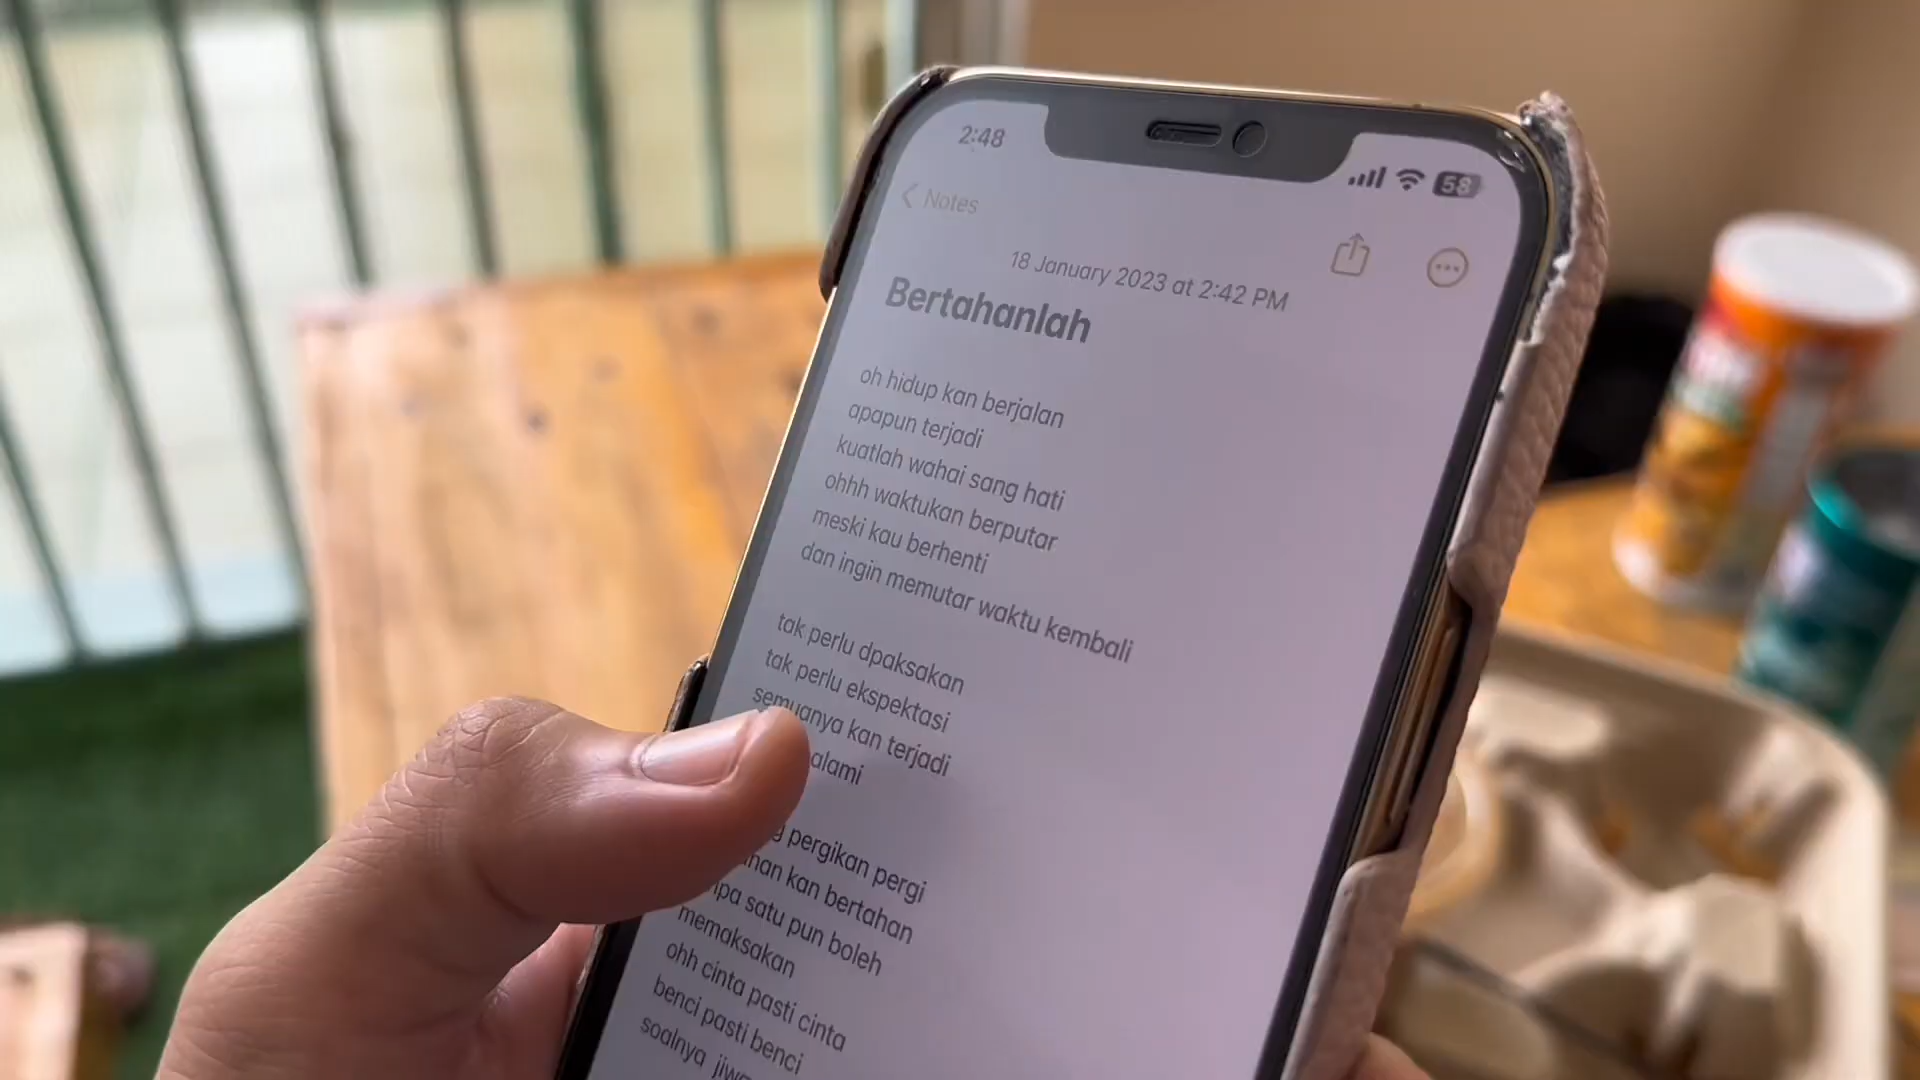 2:48
58
Notes
18 January 2023 at 2:42 PM
Bertahanlah
oh hidup kan berjalan
apapun terjadi
kuatlah wahai sang hati
ohhh waktukan berputar
meski kau berhenti
dan ingin memutar waktu kembali
tak perlu dpaksakan
tak perlu ekspektasi
semuanya kan terjadi
pergikan pergi
kan bertahan
satu pun boleh
memaksakan
ohh cinta pasti cinta
benci pasti benci
soalnya